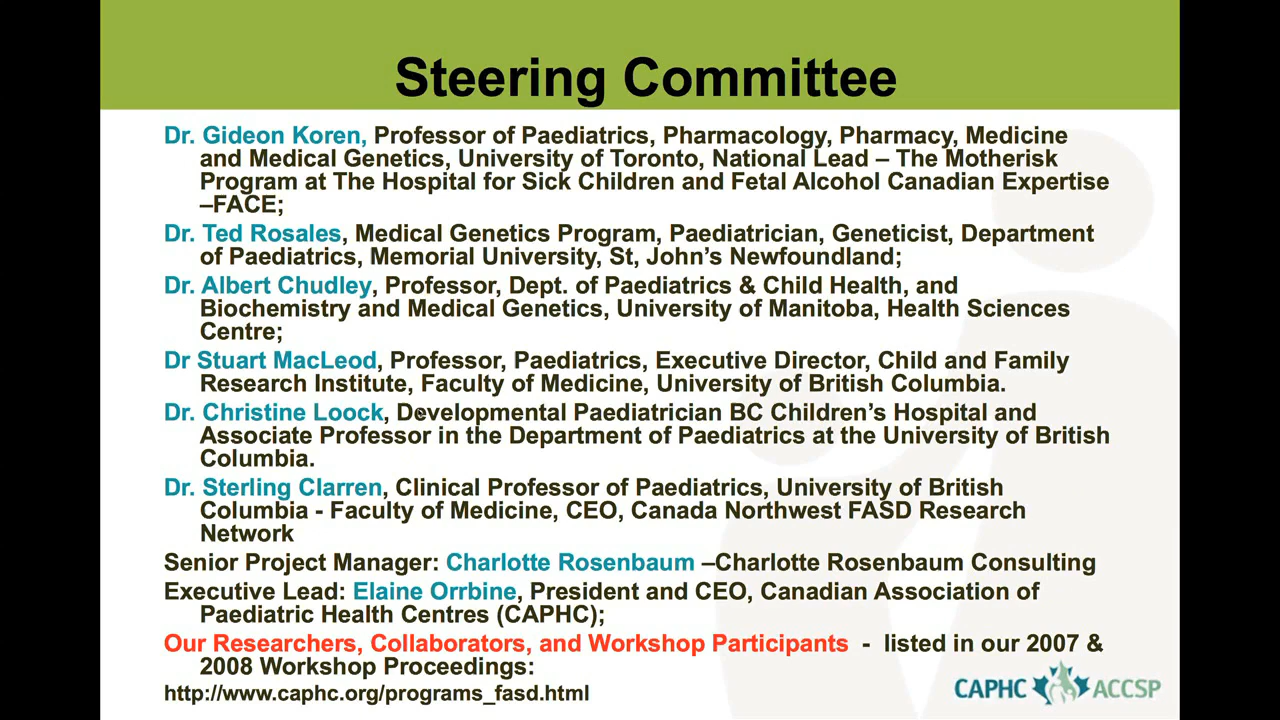 Steering Committee
Dr. Gideon Koren, Professor of Paediatrics, Pharmacology, Pharmacy, Medicine
and Medical Genetics, University of Toronto, National Lead – The Motherisk
Program at The Hospital for Sick Children and Fetal Alcohol Canadian Expertise
–FACE;
Dr. Ted Rosales, Medical Genetics Program, Paediatrician, Geneticist, Department
of Paediatrics, Memorial University, St, John's Newfoundland;
Dr. Albert Chudley, Professor, Dept. of Paediatrics & Child Health, and
Biochemistry and Medical Genetics, University of Manitoba, Health Sciences
Centre;
Dr Stuart MacLeod, Professor, Paediatrics, Executive Director, Child and Family
Research Institute, Faculty of Medicine, University of British Columbia.
Dr. Christine Loock, Developmental Paediatrician BC Children's Hospital and
Associate Professor in the Department of Paediatrics at the University of British
Columbia.
Dr. Sterling Clarren, Clinical Professor of Paediatrics, University of British
Columbia - Faculty of Medicine, CEO, Canada Northwest FASD Research
Network
Senior Project Manager: Charlotte Rosenbaum –Charlotte Rosenbaum Consulting
Executive Lead: Elaine Orrbine, President and CEO, Canadian Association of
Paediatric Health Centres (CAPHC);
Our Researchers, Collaborators, and Workshop Participants - listed in our 2007 &
2008 Workshop Proceedings:
http://www.caphc.org/programs_fasd.html
CAPHC ACCSP